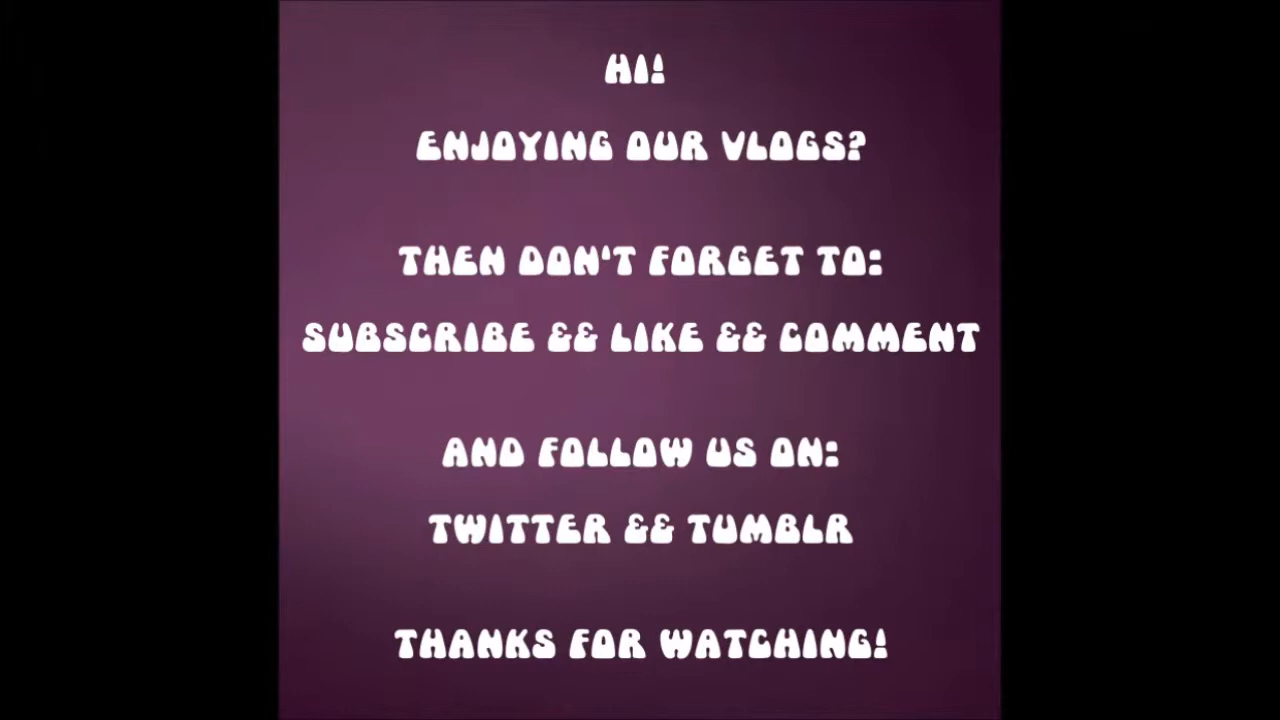 HI!
ENJOYING OUR VLOGS?
THEN DON'T FORGET TO:
SUBSCRIBE && LIKE && COMMENT
AND FOLLOW US ON:
TWITTER && TUMBLR
THANKS FOR WATCHING!